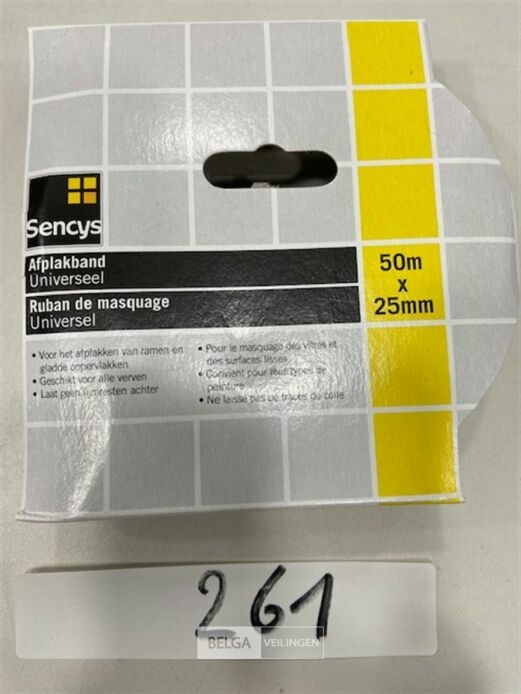 Sencys
Afplakband
Universeel
Ruban de masquage
Universel
50m
x
25mm
• Voor het afplakken van ramen en
gladde oppervlakken
• Geschikt voor alle verven
• Laat geen lijmresten achter
• Pour le masquage des vitres et
des surfaces lisses
• Convient pour tous types de
peinture
• Ne laisse pas de traces de colle
261
BELGA VEILINGEN